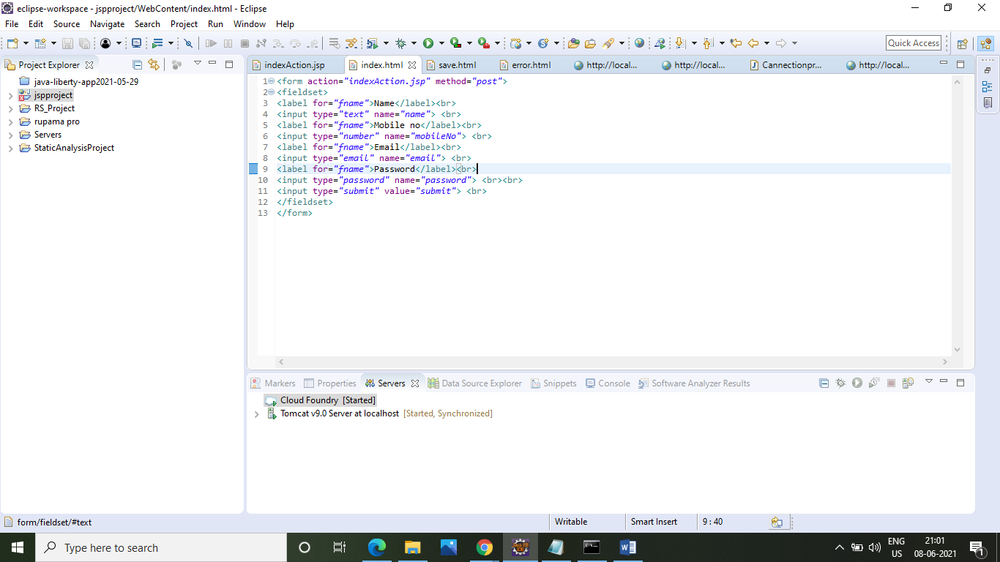 eclipse-workspace - jspproject/WebContent/index.html - Eclipse
File Edit Source Navigate Search Project Run Window Help
Quick Access
Project Explorer
java-liberty-app2021-05-29
jspproject
RS_Project
rupama pro
Servers
StaticAnalysisProject
indexAction.jsp index.html save.html error.html http://local... http://local... Cannectionpr... http://local...
1 <form action="indexAction.jsp" method="post">
2 <fieldset>
3 <label for="fname">Name</label><br>
4 <input type="text" name="name"> <br>
5 <label for="fname">Mobile no</label><br>
6 <input type="number" name="mobileNo"> <br>
7 <label for="fname">Email</label><br>
8 <input type="email" name="email"> <br>
9 <label for="fname">Password</label><br>
10 <input type="password" name="password"> <br><br>
11 <input type="submit" value="submit"> <br>
12 </fieldset>
13 </form>
Markers Properties Servers Data Source Explorer Snippets Console Software Analyzer Results
Cloud Foundry [Started]
Tomcat v9.0 Server at localhost [Started, Synchronized]
form/fieldset/#text Writable Smart Insert 9 : 40
Type here to search
ENG
US
21:01
08-06-2021
1